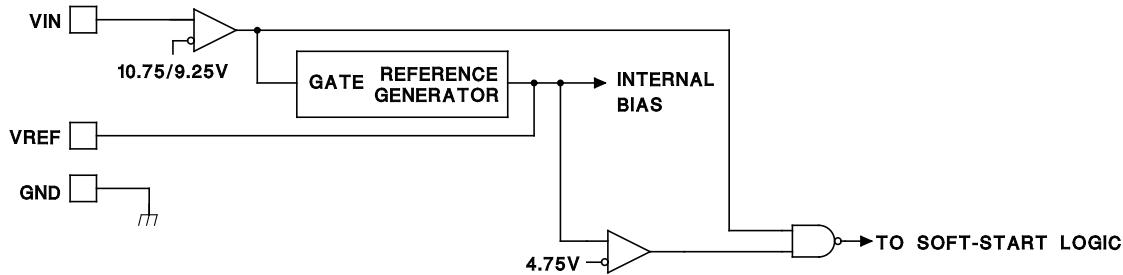 VIN
10.75/9.25V
GATE
REFERENCE
GENERATOR
INTERNAL
BIAS
VREF
GND
4.75V
TO SOFT-START LOGIC